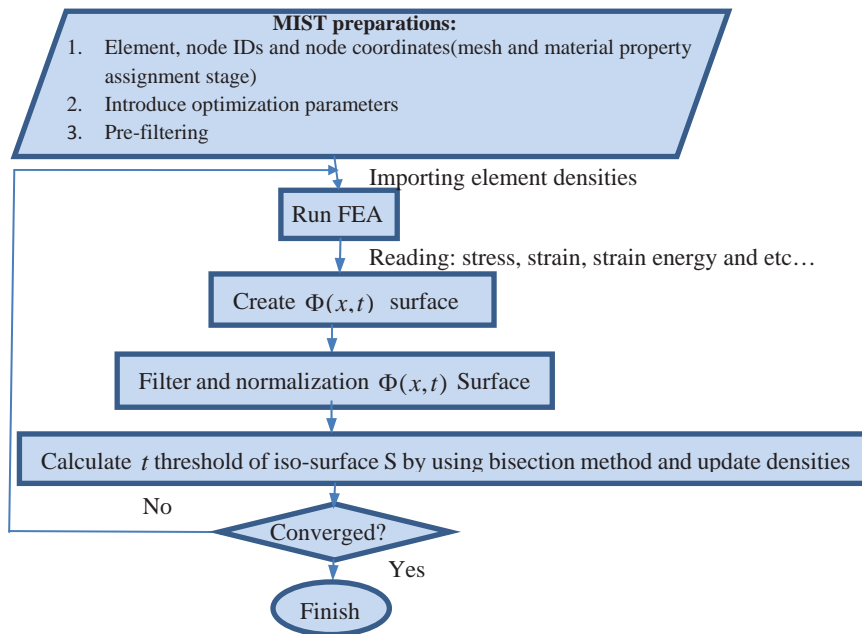 MIST preparations:
1. Element, node IDs and node coordinates(mesh and material property
assignment stage)
2. Introduce optimization parameters
3. Pre-filtering
Importing element densities
Run FEA
Reading: stress, strain, strain energy and etc…
Create Φ(x,t) surface
Filter and normalization Φ(x,t) Surface
Calculate t threshold of iso-surface S by using bisection method and update densities
No
Converged?
Yes
Finish